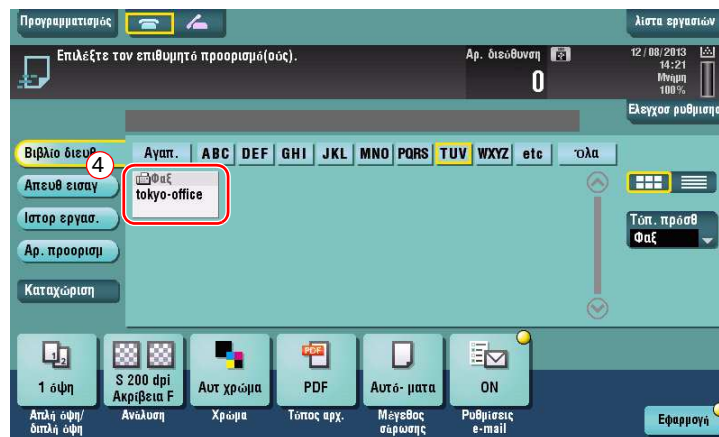 Προγραμματισμός
λίστα εργασιών
Επιλέξτε τον επιθυμητό προορισμό(ούς).
Αρ. διεύθυνση
0
12/08/2013
14:21
Μνήμη
100%
Ελεγχοσ ρυθμιση
Βιβλίο διευθ
4
Αγαπ. ABC DEF GHI JKL MNO PQRS TUV WXYZ etc όλα
Απευθ εισαγ
Φαξ
tokyo-office
Ιστορ εργασ.
Τύπ. πρόσθ
Φαξ
Αρ. προορισμ
Καταχώριση
1 όψη
S 200 dpi
Ακρίβεια F
Αυτ χρώμα
PDF
Αυτό- ματα
ON
Απλή όψη/
διπλή όψη
Ανάλυση
Χρώμα
Τύπος αρχ.
Μέγεθος
σάρωσης
Ρυθμίσεις
e-mail
Εφαρμογή